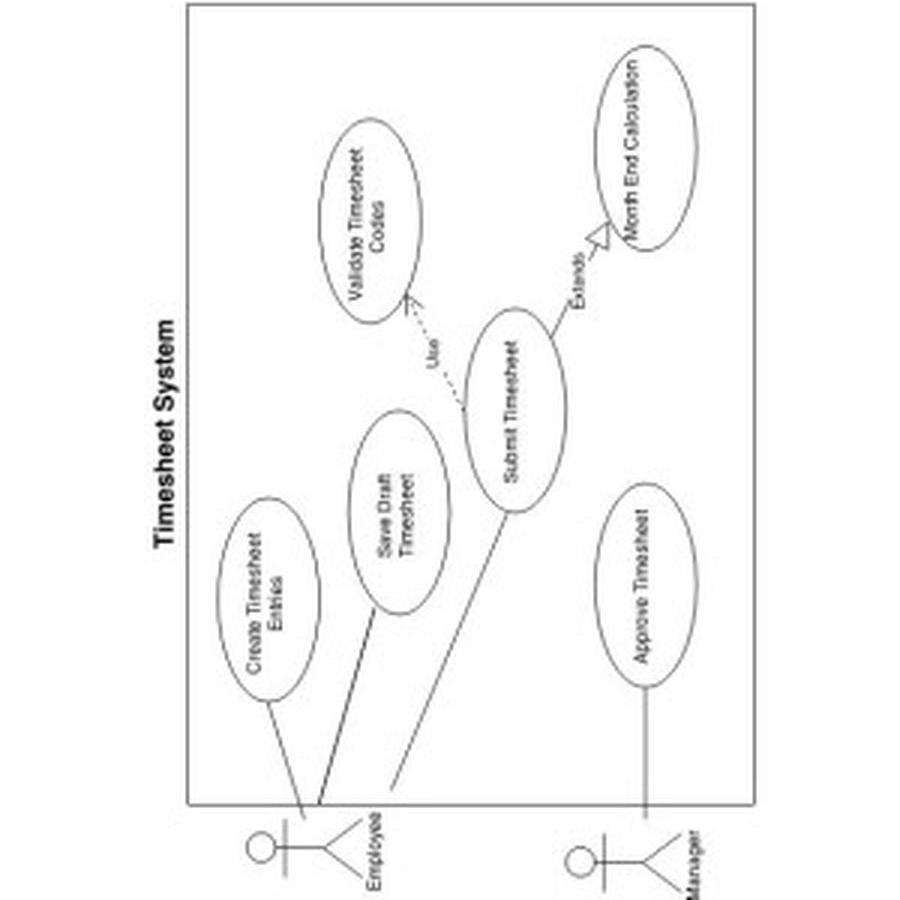 Timesheet System
Create Timesheet
Entries
Save Draft
Timesheet
Validate Timesheet
Codes
Use
Submit Timesheet
Extends
Month End Calculation
Approve Timesheet
Employee
Manager